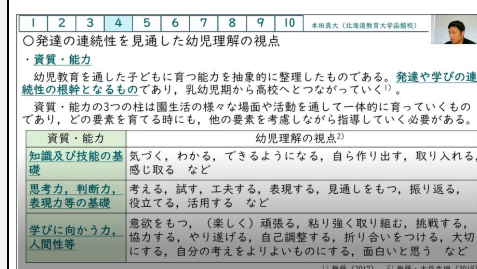 1 2 3 4 5 6 7 8 9 10 本田真大（北海道教育大学函館校）
○発達の連続性を見通した幼児理解の視点
・資質・能力
幼児教育を通した子どもに育つ能力を抽象的に整理したものである。発達や学びの連
続性の根幹となるものであり，乳幼児期から高校へとつながっていく1)。
資質・能力の3つの柱は園生活の様々な場面や活動を通して一体的に育っていくもの
であり，どの要素を育てる時にも，他の要素を考慮しながら指導していく必要がある。
資質・能力 幼児理解の視点2)
知識及び技能の基 気づく，わかる，できるようになる，自ら作り出す，取り入れる，
礎 感じ取る など
思考力，判断力， 考える，試す，工夫する，表現する，見通しをもつ，振り返る，
表現力等の基礎 役立てる，活用する など
意欲をもつ，（楽しく）頑張る，粘り強く取り組む，挑戦する，
学びに向かう力， 協力する，やり遂げる，自己調整する，折り合いをつける，大切
人間性等 にする，自分の考えをよりよいものにする，面白いと思う など